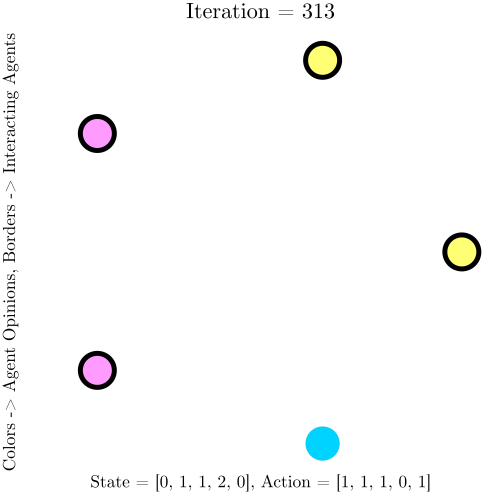 Iteration = 313
Colors -> Agent Opinions, Borders -> Interacting Agents
State = [0, 1, 1, 2, 0], Action = [1, 1, 1, 0, 1]